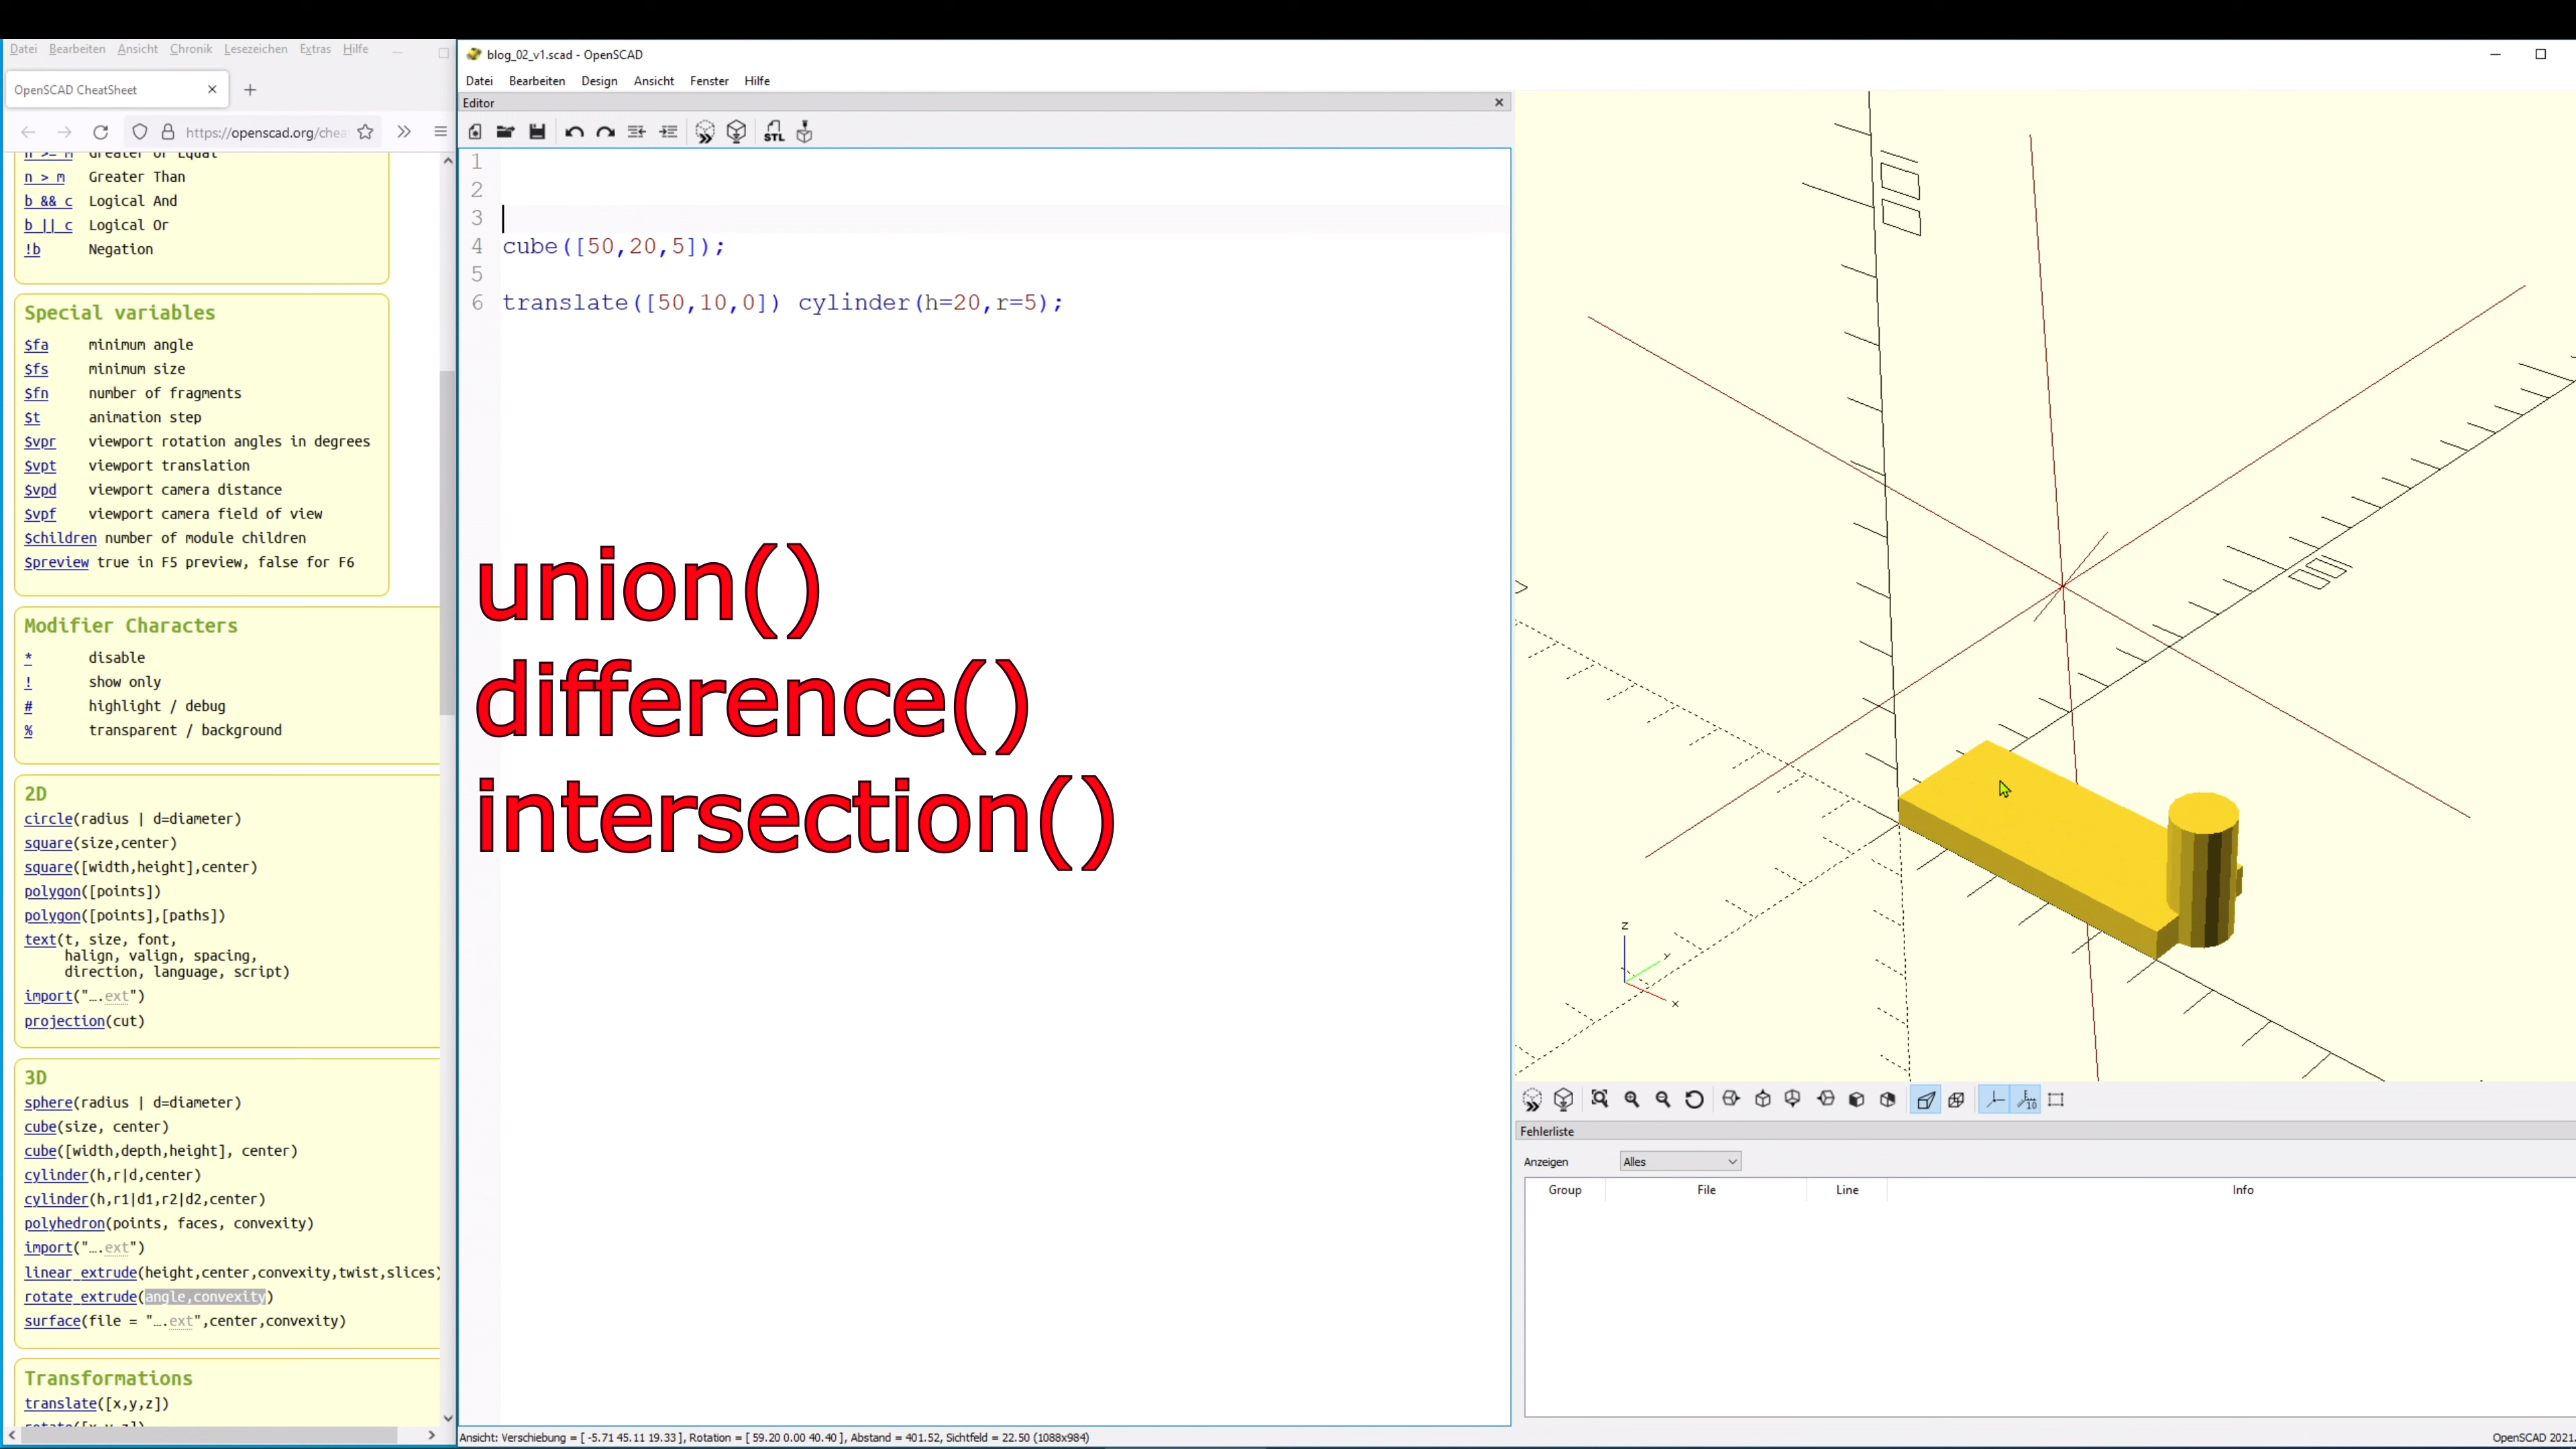 Datei Bearbeiten Ansicht Chronik Lesezeichen Extras Hilfe
OpenSCAD CheatSheet
https://openscad.org/chea
n >= m Greater or Equal
n > m Greater Than
b && c Logical And
b || c Logical Or
!b Negation
Special variables
$fa minimum angle
$fs minimum size
$fn number of fragments
$t animation step
$vpr viewport rotation angles in degrees
$vpt viewport translation
$vpd viewport camera distance
$vpf viewport camera field of view
$children number of module children
$preview true in F5 preview, false for F6
Modifier Characters
* disable
! show only
# highlight / debug
% transparent / background
2D
circle(radius | d=diameter)
square(size,center)
square([width,height],center)
polygon([points])
polygon([points],[paths])
text(t, size, font,
halign, valign, spacing,
direction, language, script)
import("….ext")
projection(cut)
3D
sphere(radius | d=diameter)
cube(size, center)
cube([width,depth,height], center)
cylinder(h,r|d,center)
cylinder(h,r1|d1,r2|d2,center)
polyhedron(points, faces, convexity)
import("….ext")
linear_extrude(height,center,convexity,twist,slices)
rotate_extrude(angle,convexity)
surface(file = "….ext",center,convexity)
Transformations
translate([x,y,z])
rotate([x,y,z])
blog_02_v1.scad - OpenSCAD
Datei Bearbeiten Design Ansicht Fenster Hilfe
Editor
STL
1
2
3
4 cube([50,20,5]);
5
6 translate([50,10,0]) cylinder(h=20,r=5);
union()
difference()
intersection()
z
y
x
10
Fehlerliste
Anzeigen Alles
Group File Line Info
Ansicht: Verschiebung = [ -5.71 45.11 19.33 ], Rotation = [ 59.20 0.00 40.40 ], Abstand = 401.52, Sichtfeld = 22.50 (1088x984)
OpenSCAD 2021.